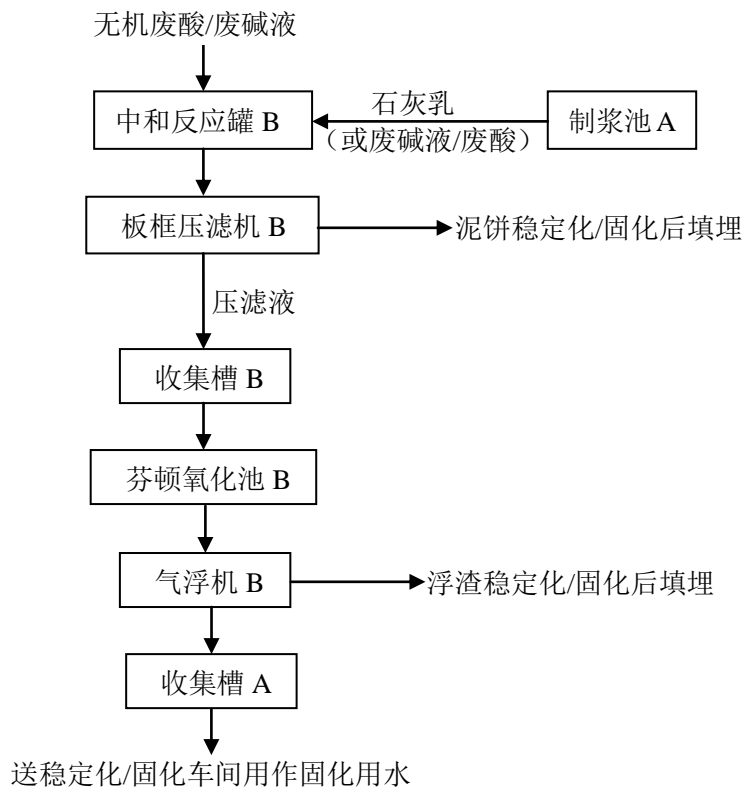 无机废酸/废碱液
中和反应罐 B
石灰乳
（或废碱液/废酸）
制浆池 A
板框压滤机 B
泥饼稳定化/固化后填埋
压滤液
收集槽 B
芬顿氧化池 B
气浮机 B
浮渣稳定化/固化后填埋
收集槽 A
送稳定化/固化车间用作固化用水